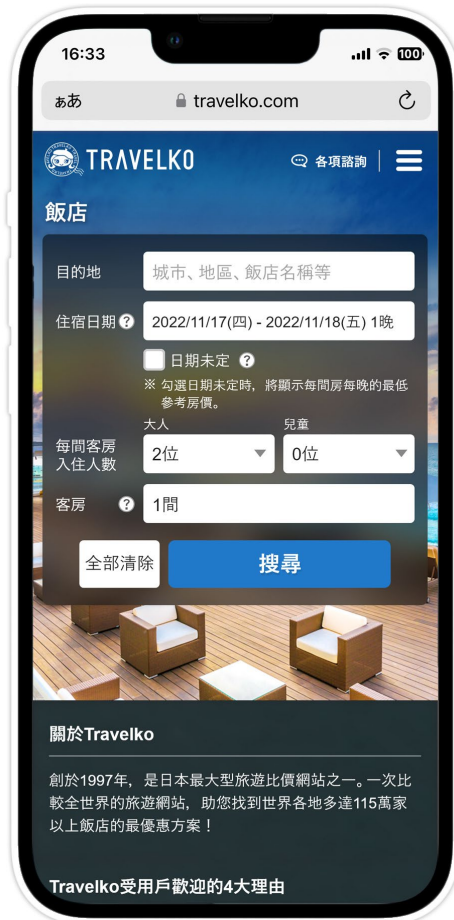 16:33
100
ぁあ
travelko.com
TRAVELKO
各項諮詢
飯店
目的地
城市、地區、飯店名稱等
住宿日期 ?
2022/11/17(四) - 2022/11/18(五) 1晚
日期未定 ?
※ 勾選日期未定時，將顯示每間房每晚的最低
參考房價。
大人
兒童
每間客房
入住人數
2位
0位
客房 ?
1間
全部清除
搜尋
關於Travelko
創於1997年，是日本最大型旅遊比價網站之一。一次比
較全世界的旅遊網站，助您找到世界各地多達115萬家
以上飯店的最優惠方案！
Travelko受用戶歡迎的4大理由